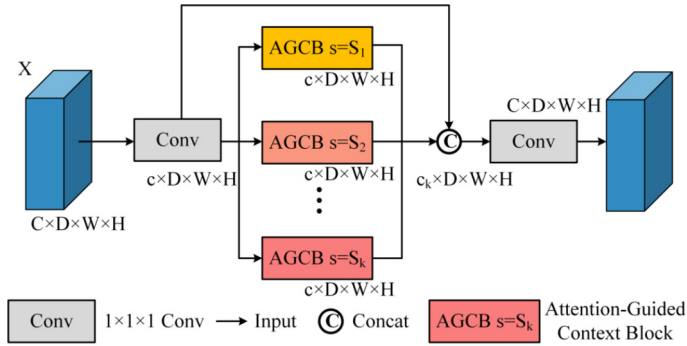 X
C×D×W×H
Conv
c×D×W×H
AGCB s=S₁
c×D×W×H
AGCB s=S₂
c×D×W×H
AGCB s=Sₖ
c×D×W×H
C
cₖ×D×W×H
C×D×W×H
Conv
Conv
1×1×1 Conv
Input
C
Concat
AGCB s=Sₖ
Attention-Guided
Context Block